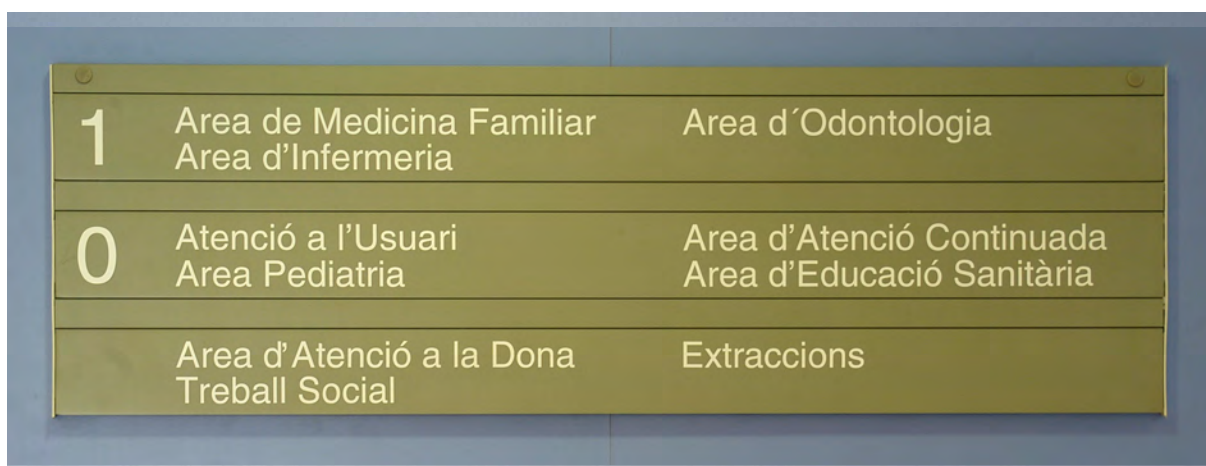 1
Area de Medicina Familiar
Area d'Infermeria
Area d´Odontologia
0
Atenció a l'Usuari
Area Pediatria
Area d'Atenció Continuada
Area d'Educació Sanitària
Area d'Atenció a la Dona
Treball Social
Extraccions